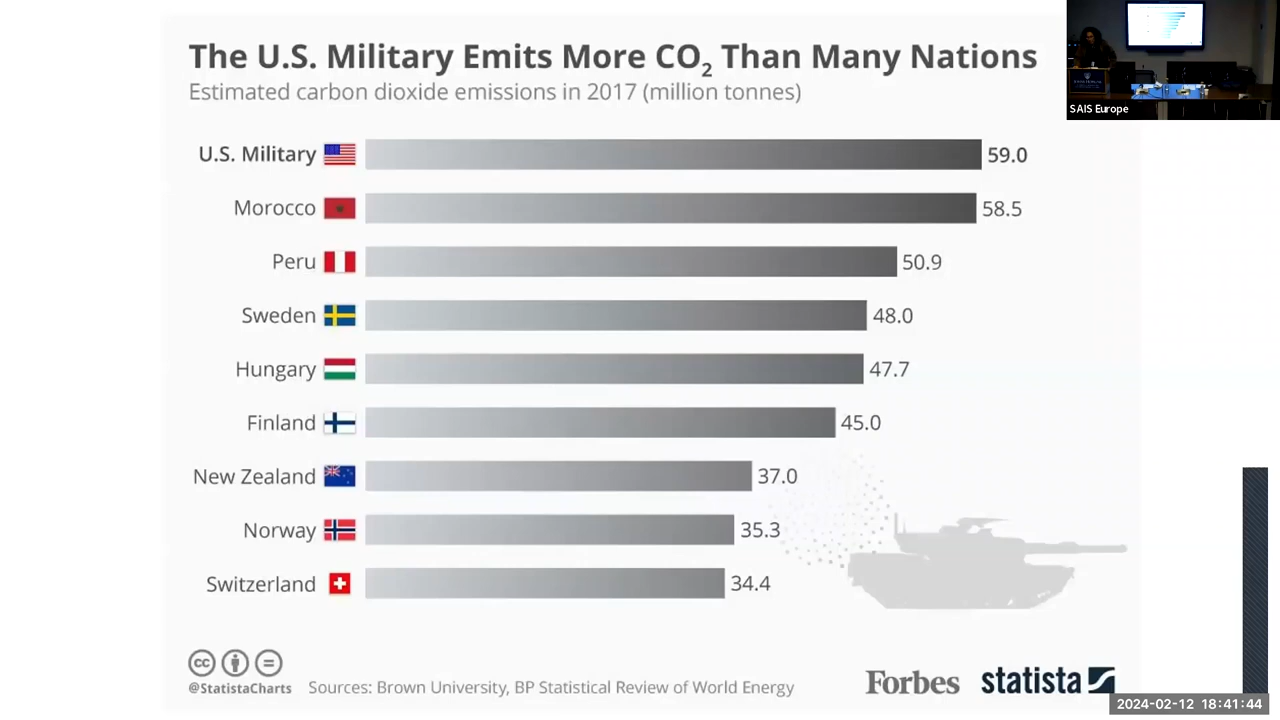 The U.S. Military Emits More CO2 Than Many Nations
Estimated carbon dioxide emissions in 2017 (million tonnes)
U.S. Military 59.0
Morocco 58.5
Peru 50.9
Sweden 48.0
Hungary 47.7
Finland 45.0
New Zealand 37.0
Norway 35.3
Switzerland 34.4
cc
@StatistaCharts Sources: Brown University, BP Statistical Review of World Energy
Forbes statista
SAIS Europe
2024-02-12 18:41:44